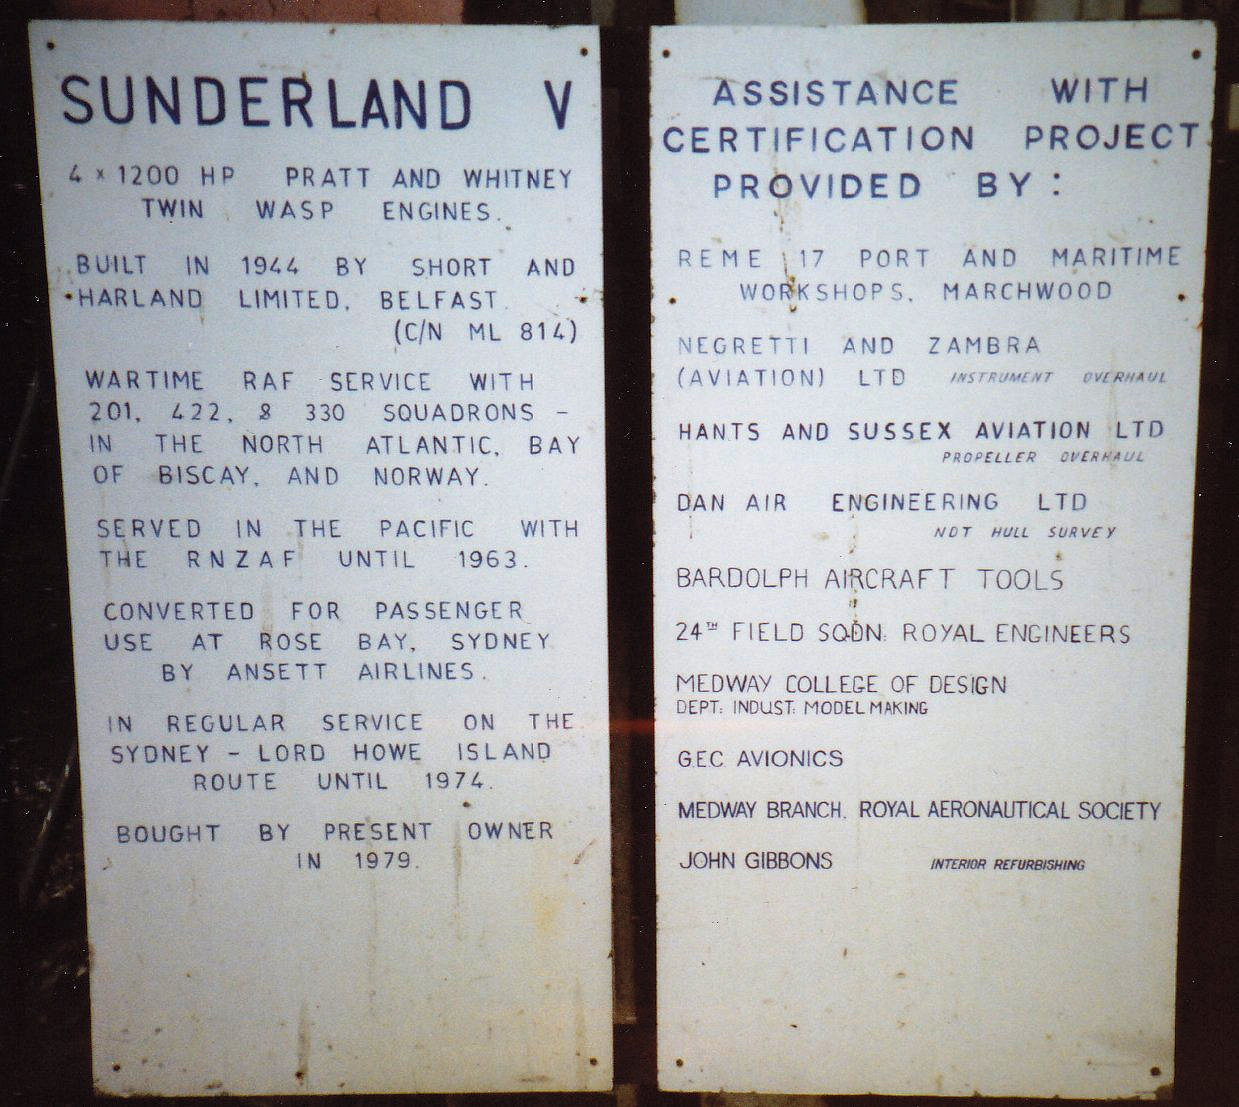 SUNDERLAND V
4 × 1200 HP PRATT AND WHITNEY
TWIN WASP ENGINES.
BUILT IN 1944 BY SHORT AND
HARLAND LIMITED, BELFAST.
(C/N ML 814)
WARTIME RAF SERVICE WITH
201, 422, & 330 SQUADRONS –
IN THE NORTH ATLANTIC, BAY
OF BISCAY, AND NORWAY.
SERVED IN THE PACIFIC WITH
THE RNZAF UNTIL 1963.
CONVERTED FOR PASSENGER
USE AT ROSE BAY, SYDNEY
BY ANSETT AIRLINES.
IN REGULAR SERVICE ON THE
SYDNEY – LORD HOWE ISLAND
ROUTE UNTIL 1974.
BOUGHT BY PRESENT OWNER
IN 1979.
ASSISTANCE WITH
CERTIFICATION PROJECT
PROVIDED BY :
REME 17 PORT AND MARITIME
WORKSHOPS, MARCHWOOD
NEGRETTI AND ZAMBRA
(AVIATION) LTD INSTRUMENT OVERHAUL
HANTS AND SUSSEX AVIATION LTD
PROPELLER OVERHAUL
DAN AIR ENGINEERING LTD
NDT HULL SURVEY
BARDOLPH AIRCRAFT TOOLS
24TH FIELD SQDN. ROYAL ENGINEERS
MEDWAY COLLEGE OF DESIGN
DEPT. INDUST. MODEL MAKING
G.E.C AVIONICS
MEDWAY BRANCH. ROYAL AERONAUTICAL SOCIETY
JOHN GIBBONS INTERIOR REFURBISHING